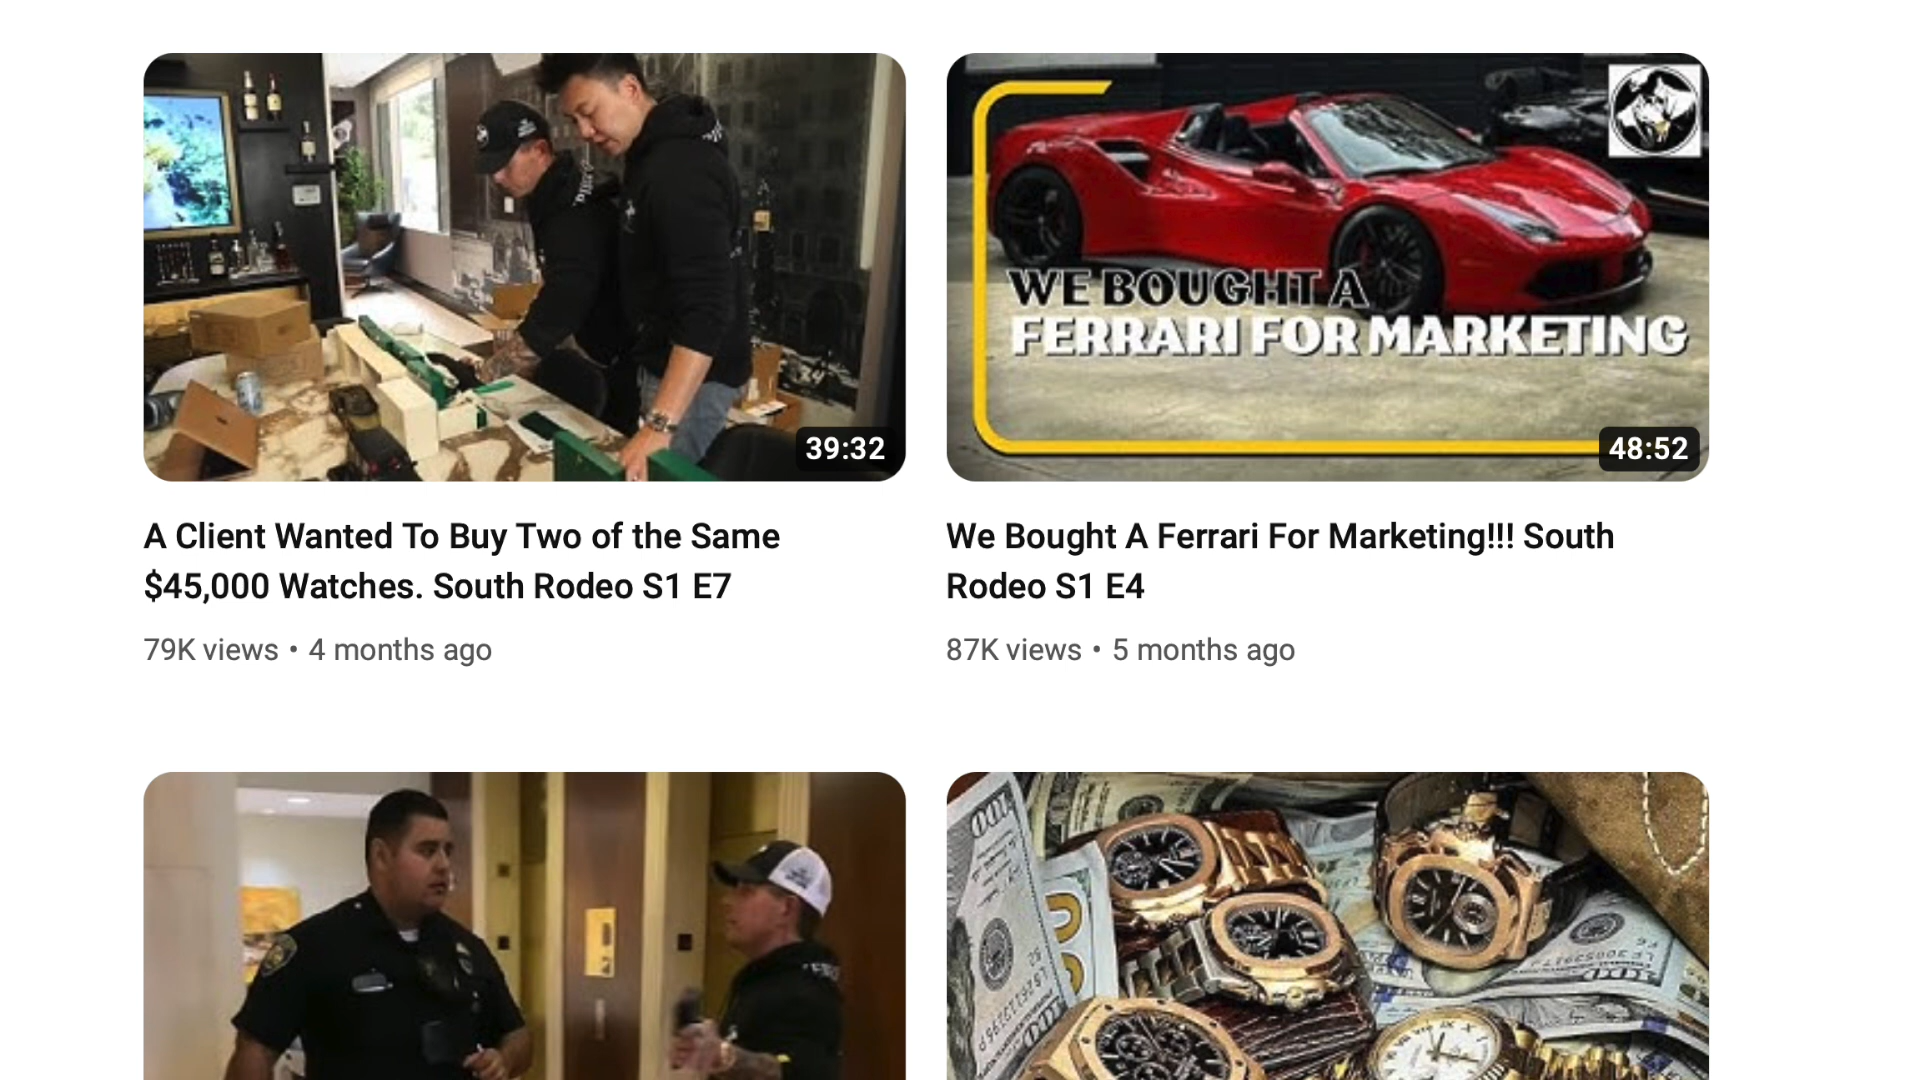 WE BOUGHT A
FERRARI FOR MARKETING
39:32
48:52
A Client Wanted To Buy Two of the Same
$45,000 Watches. South Rodeo S1 E7
79K views • 4 months ago
We Bought A Ferrari For Marketing!!! South
Rodeo S1 E4
87K views • 5 months ago
100
100